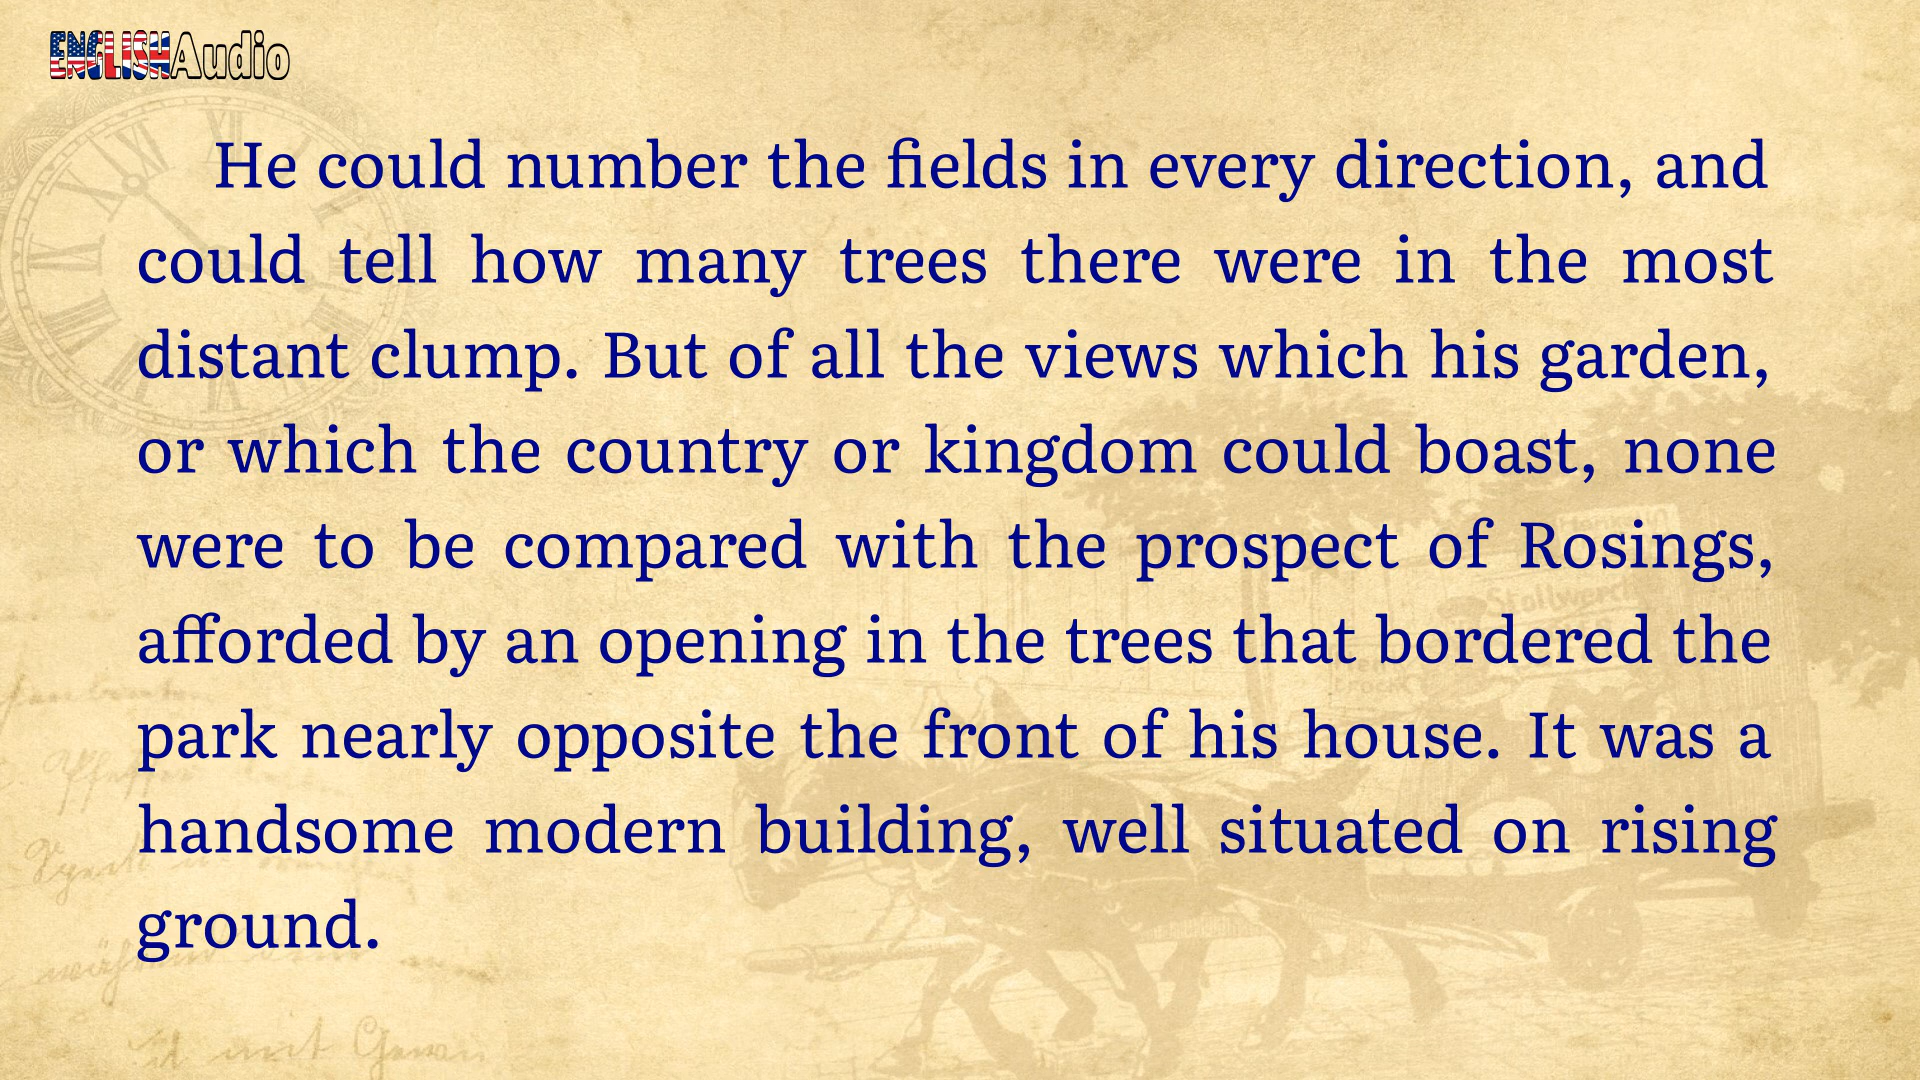 ENGLISHAudio
He could number the fields in every direction, and
could tell how many trees there were in the most
distant clump. But of all the views which his garden,
or which the country or kingdom could boast, none
were to be compared with the prospect of Rosings,
afforded by an opening in the trees that bordered the
park nearly opposite the front of his house. It was a
handsome modern building, well situated on rising
ground.